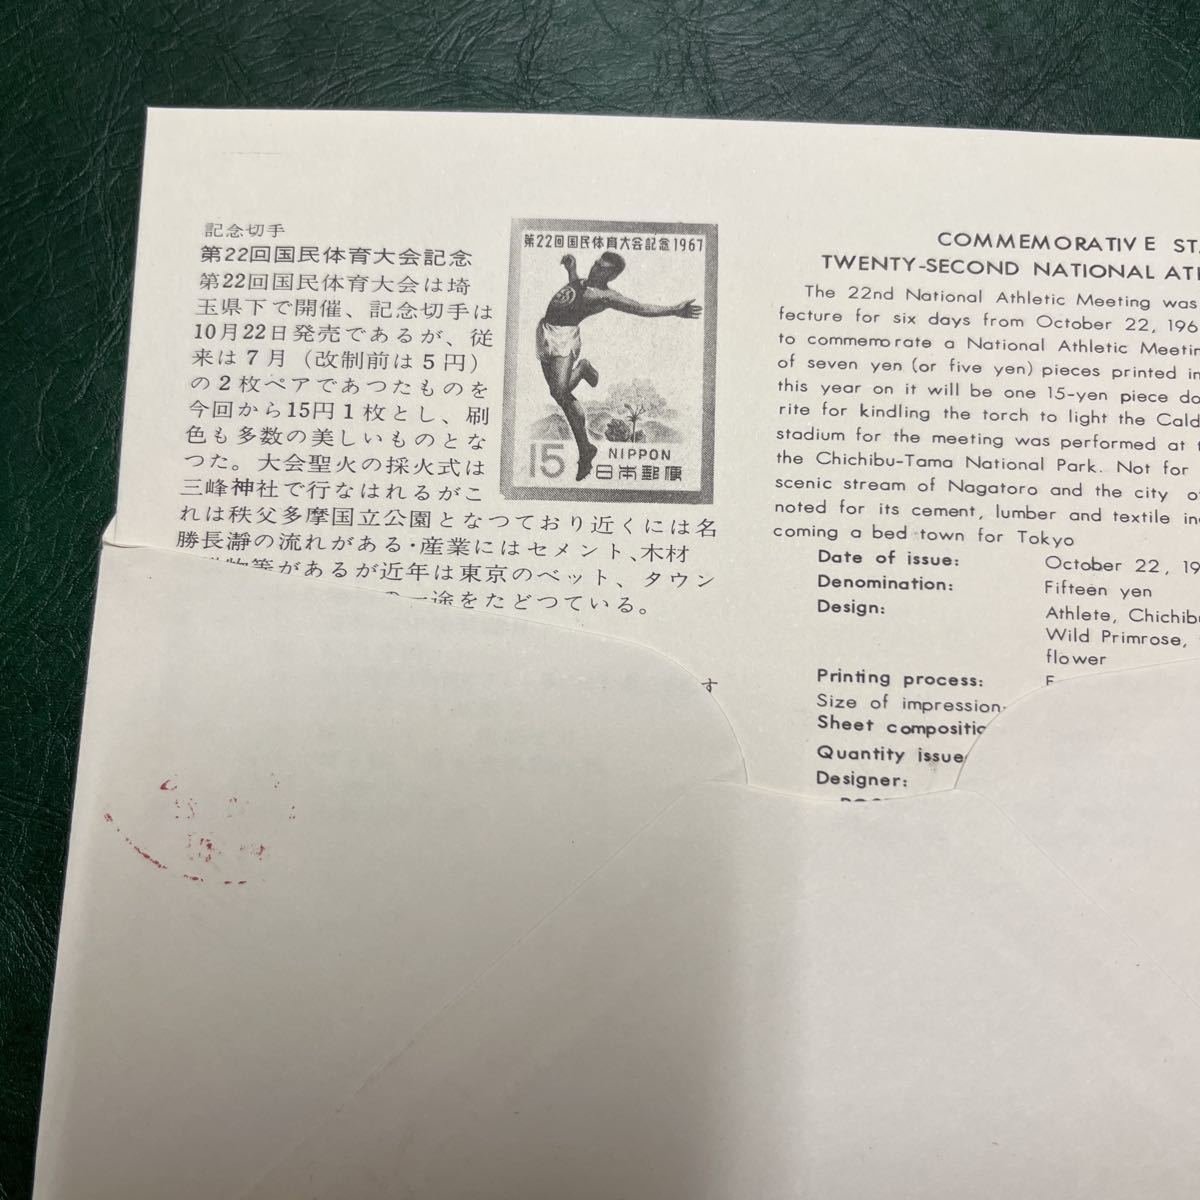 記念切手
第22回国民体育大会記念
第22回国民体育大会は埼
玉県下で開催、記念切手は
10月22日発売であるが、従
来は7月（改制前は5円）
の2枚ペアであつたものを
今回から15円1枚とし、刷
色も多数の美しいものとな
つた。大会聖火の採火式は
三峰神社で行なはれるがこ
れは秩父多摩国立公園となつており近くには名
勝長瀞の流れがある・産業にはセメント、木材
物等があるが近年は東京のベット、タウン
一途をたどつている。
す
第22回国民体育大会記念1967
15
NIPPON
日本郵便
COMMEMORATIVE ST
TWENTY-SECOND NATIONAL AT
The 22nd National Athletic Meeting was
fecture for six days from October 22, 196
to commemorate a National Athletic Meetin
of seven yen (or five yen) pieces printed in
this year on it will be one 15-yen piece do
rite for kindling the torch to light the Cald
stadium for the meeting was performed at
the Chichibu-Tama National Park. Not for
scenic stream of Nagatoro and the city o
noted for its cement, lumber and textile in
coming a bed town for Tokyo
Date of issue: October 22, 19
Denomination: Fifteen yen
Design: Athlete, Chichib
Wild Primrose,
flower
Printing process:
Size of impression
Sheet compositio
Quantity issue
Designer: